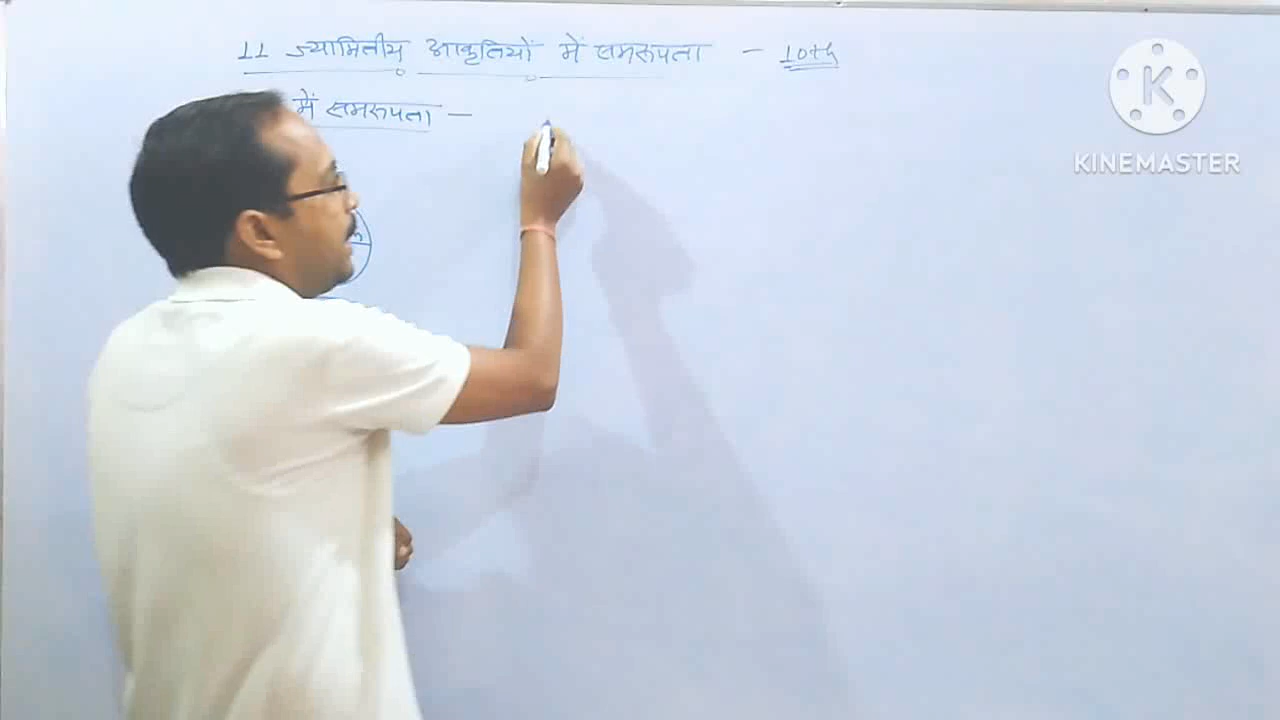 11 ज्यामितीय आकृतियों में समरूपता - 10th
में समरूपता -
KINEMASTER